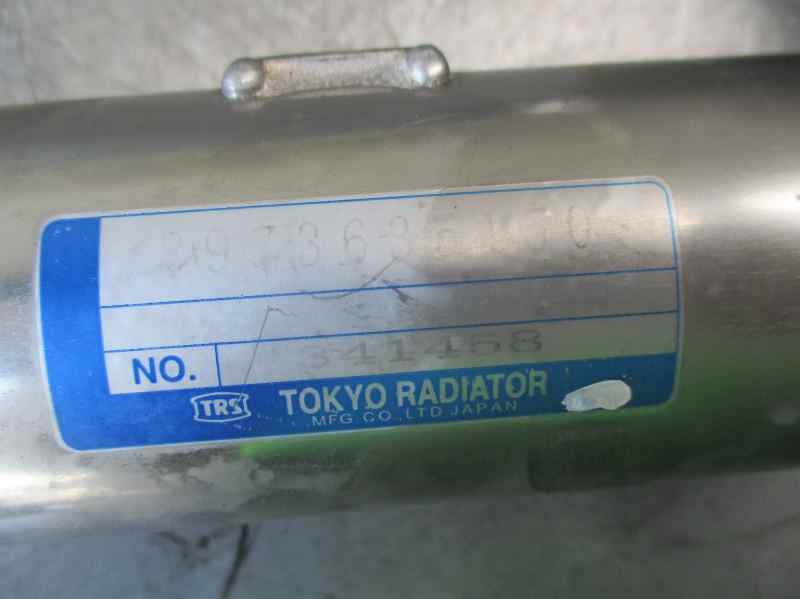 NO. 341458
TRS TOKYO RADIATOR
MFG CO.,LTD JAPAN